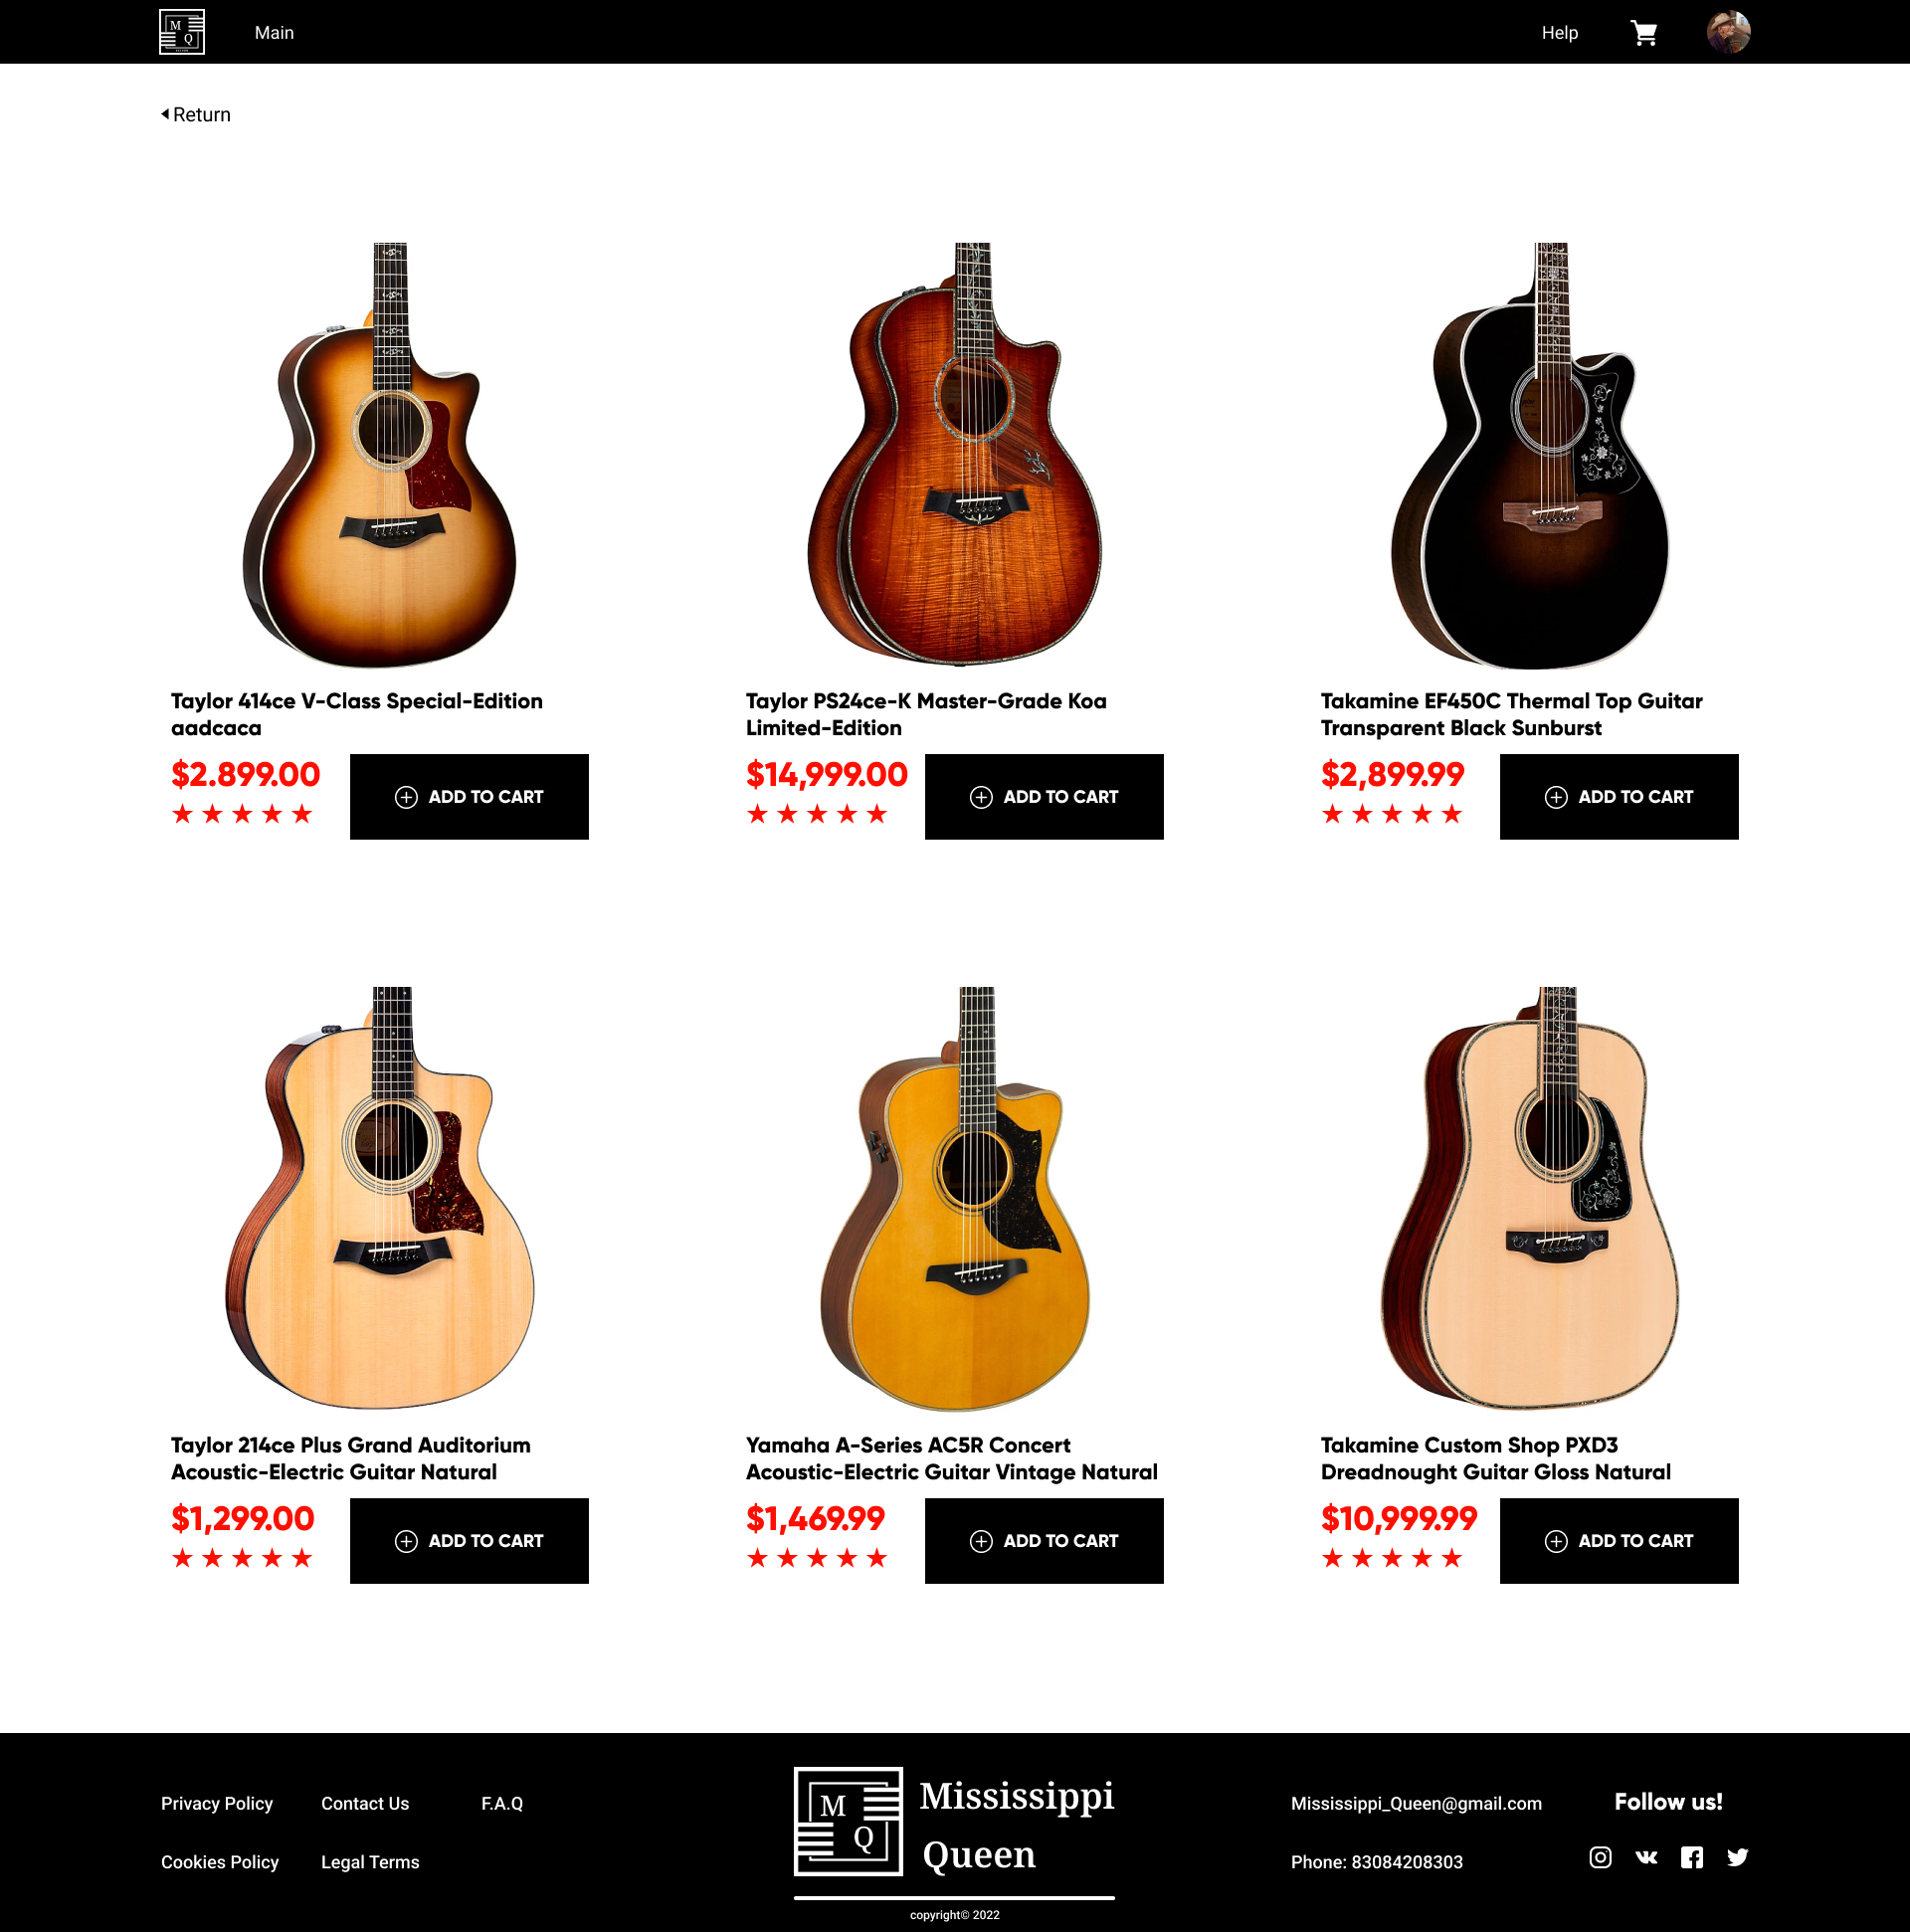 M
Q
Main
Help
Return
Taylor 414ce V-Class Special-Edition
aadcaca
$2.899.00
ADD TO CART
Taylor PS24ce-K Master-Grade Koa
Limited-Edition
$14,999.00
ADD TO CART
Takamine EF450C Thermal Top Guitar
Transparent Black Sunburst
$2,899.99
ADD TO CART
Taylor 214ce Plus Grand Auditorium
Acoustic-Electric Guitar Natural
$1,299.00
ADD TO CART
Yamaha A-Series AC5R Concert
Acoustic-Electric Guitar Vintage Natural
$1,469.99
ADD TO CART
Takamine Custom Shop PXD3
Dreadnought Guitar Gloss Natural
$10,999.99
ADD TO CART
Privacy Policy
Contact Us
F.A.Q
Cookies Policy
Legal Terms
M
Q
Mississippi
Queen
copyright© 2022
Mississippi_Queen@gmail.com
Phone: 83084208303
Follow us!